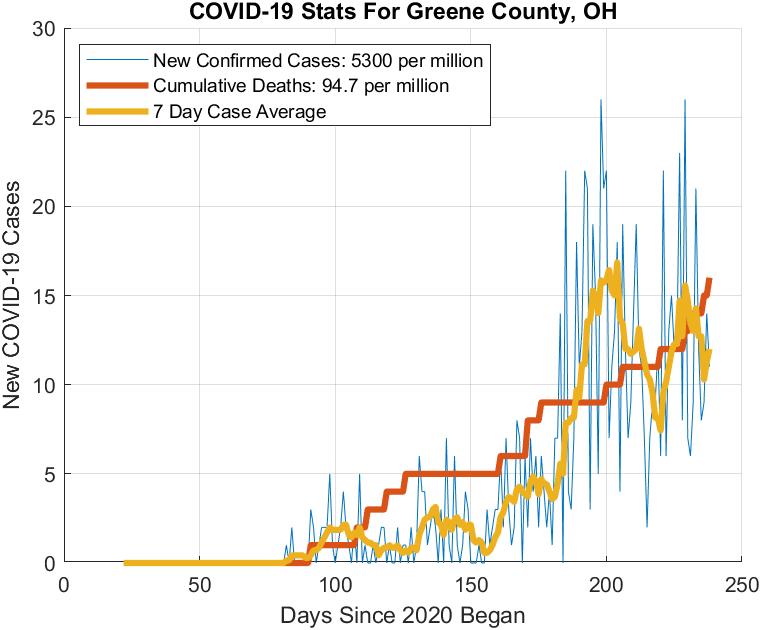 COVID-19 Stats For Greene County, OH
30
25
20
15
10
5
0
New COVID-19 Cases
New Confirmed Cases: 5300 per million
Cumulative Deaths: 94.7 per million
7 Day Case Average
0 50 100 150 200 250
Days Since 2020 Began